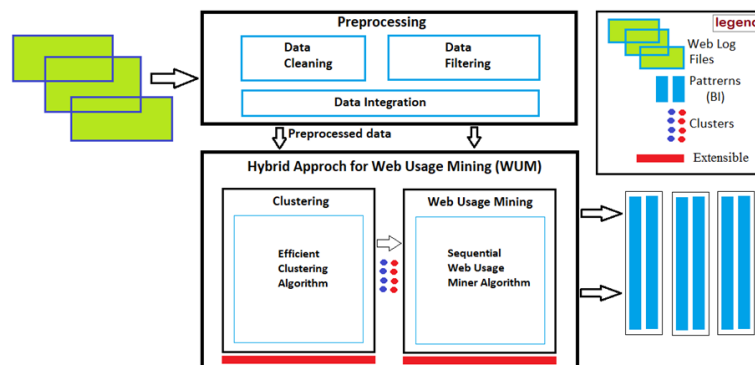 Preprocessing
Data
Cleaning
Data
Filtering
Data Integration
Preprocessed data
Hybrid Approch for Web Usage Mining (WUM)
Clustering
Efficient
Clustering
Algorithm
Web Usage Mining
Sequential
Web Usage
Miner Algorithm
legend
Web Log
Files
Pattrerns
(BI)
Clusters
Extensible